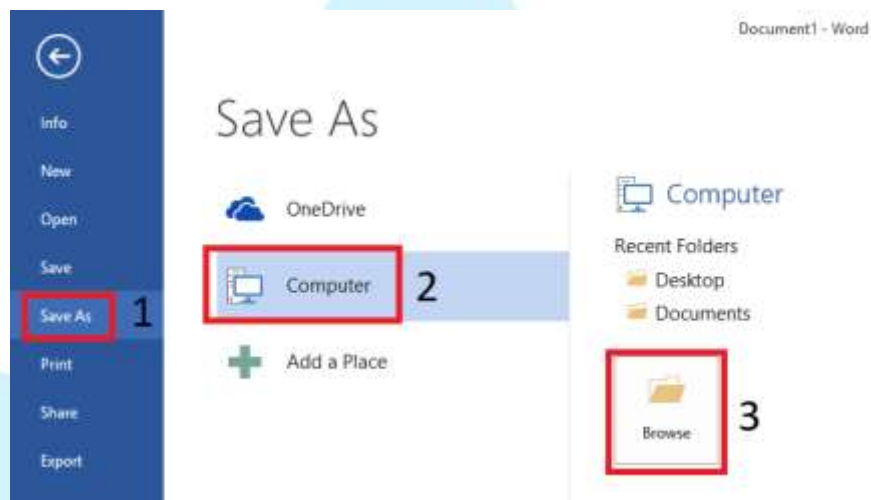 Document1 - Word
Info
New
Open
Save
Save As
1
Print
Share
Export
Save As
OneDrive
Computer
2
Add a Place
Computer
Recent Folders
Desktop
Documents
Browse
3